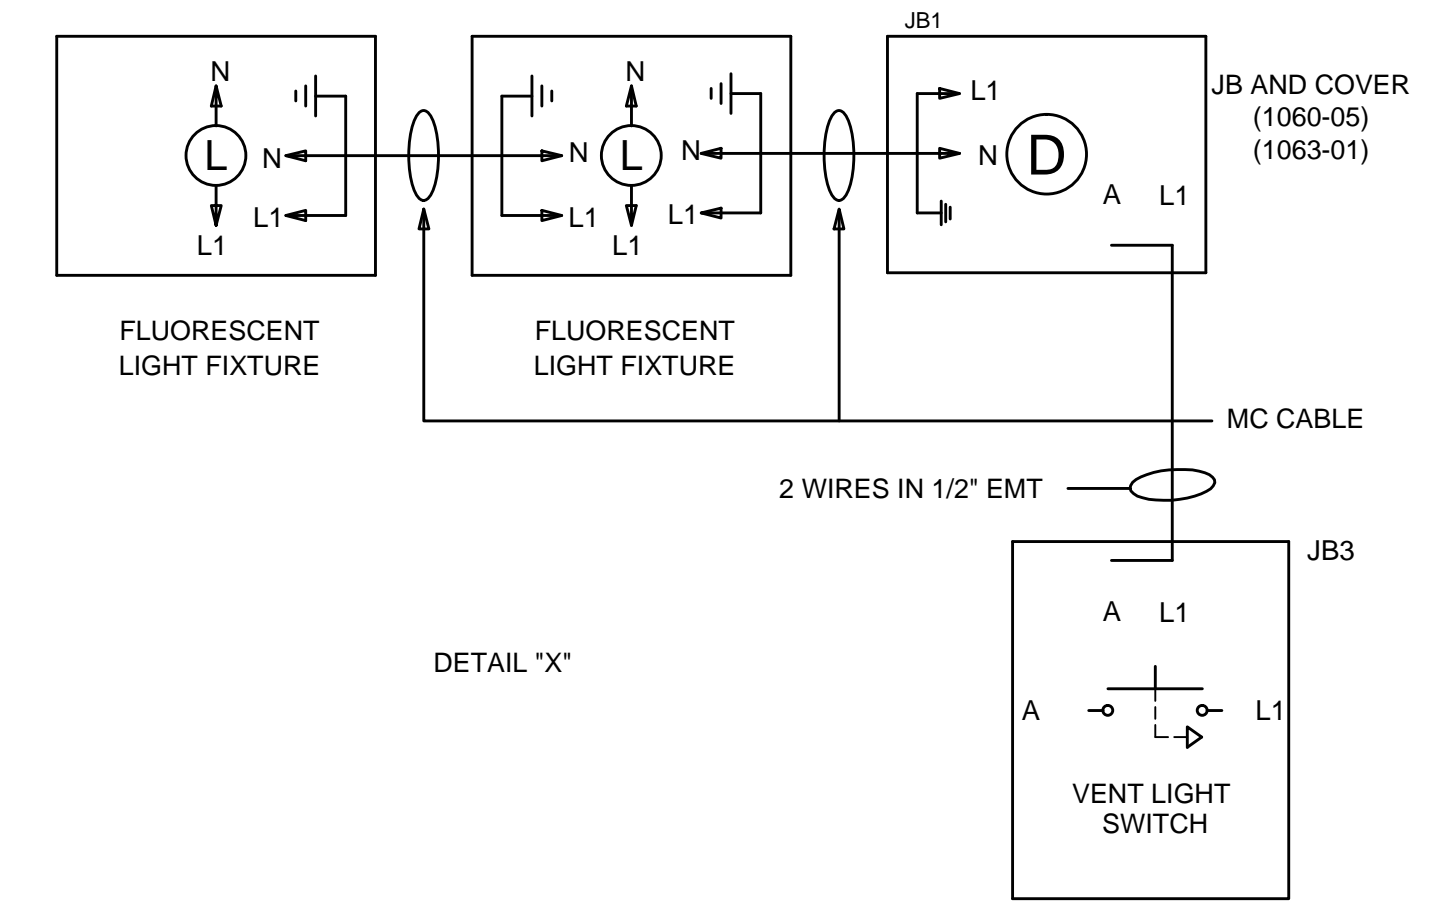 JB1
N
L
N
L1
L1
FLUORESCENT
LIGHT FIXTURE
N
L1
N
L
L1
N
L1
FLUORESCENT
LIGHT FIXTURE
L1
N
D
A L1
JB AND COVER
(1060-05)
(1063-01)
MC CABLE
2 WIRES IN 1/2" EMT
JB3
A L1
A L1
VENT LIGHT
SWITCH
DETAIL "X"